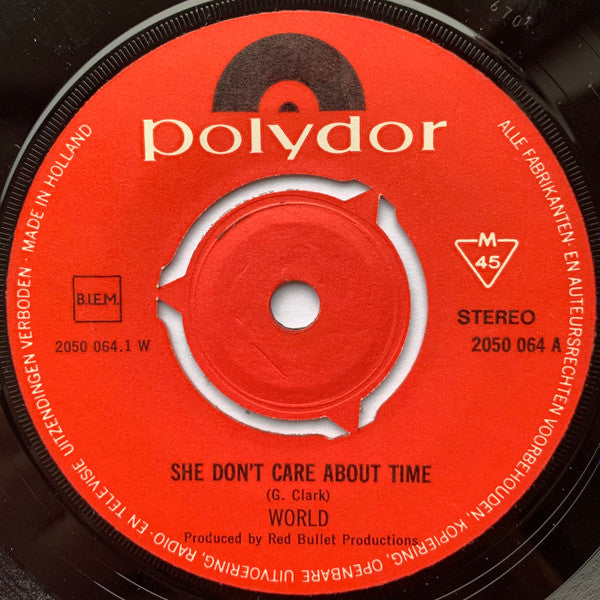 polydor
ALLE FABRIKANTEN- EN AUTEURSRECHTEN VOORBEHOUDEN, KOPIERING, OPENBARE UITVOERING, RADIO- EN TELEVISIE UITZENDINGEN VERBODEN · MADE IN HOLLAND
B.I.E.M.
2050 064.1 W
M
45
STEREO
2050 064 A
SHE DON'T CARE ABOUT TIME
(G. Clark)
WORLD
Produced by Red Bullet Productions